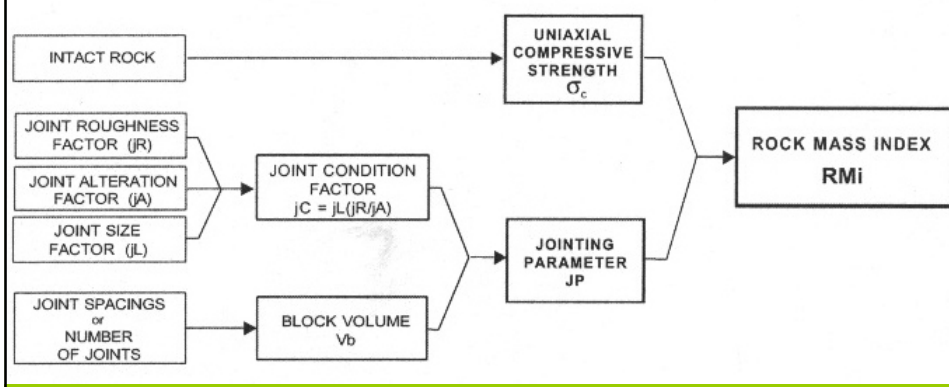 INTACT ROCK
UNIAXIAL
COMPRESSIVE
STRENGTH
σc
JOINT ROUGHNESS
FACTOR (jR)
JOINT ALTERATION
FACTOR (jA)
JOINT SIZE
FACTOR (jL)
JOINT CONDITION
FACTOR
jC = jL(jR/jA)
ROCK MASS INDEX
RMi
JOINTING
PARAMETER
JP
JOINT SPACINGS
or
NUMBER
OF JOINTS
BLOCK VOLUME
Vb